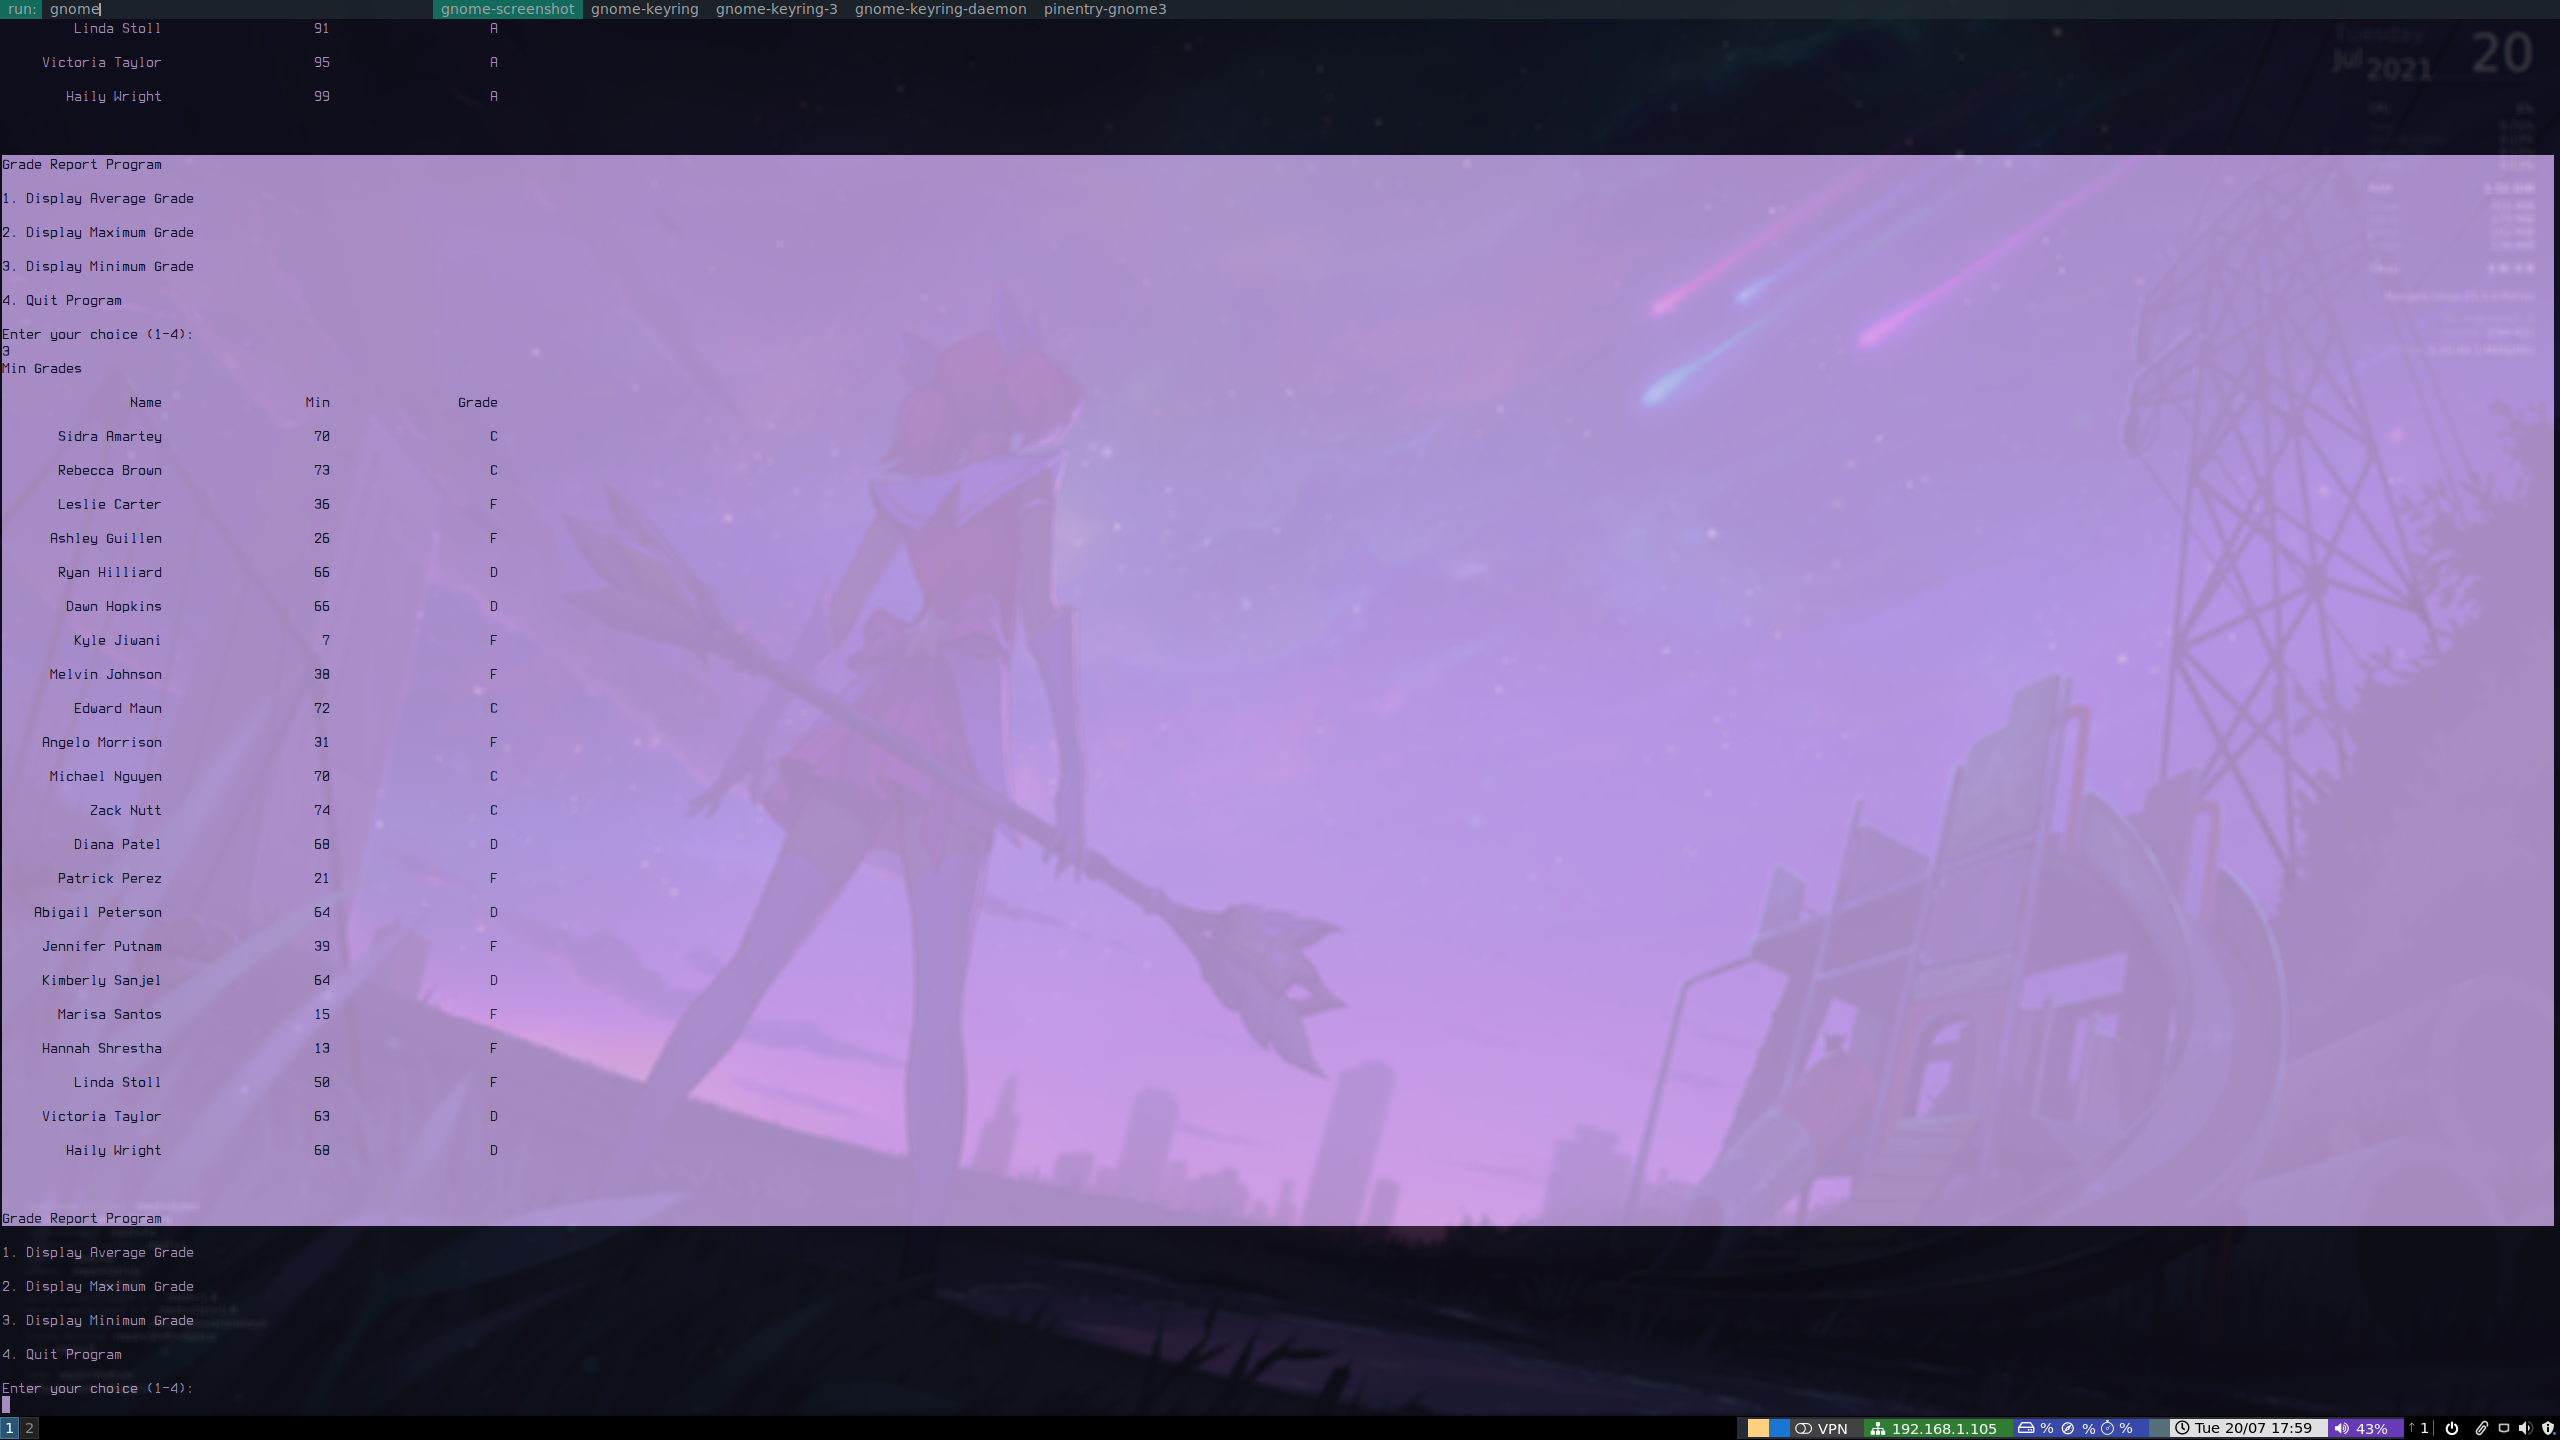 run: gnome gnome-screenshot gnome-keyring gnome-keyring-3 gnome-keyring-daemon pinentry-gnome3
Linda Stoll 91 A
Victoria Taylor 95 A
Haily Wright 99 A
Tuesday
Jul 2021 20
Grade Report Program
1. Display Average Grade
2. Display Maximum Grade
3. Display Minimum Grade
4. Quit Program
Enter your choice (1-4):
3
Min Grades
Name Min Grade
Sidra Amartey 70 C
Rebecca Brown 73 C
Leslie Carter 36 F
Ashley Guillen 26 F
Ryan Hilliard 66 D
Dawn Hopkins 66 D
Kyle Jiwani 7 F
Melvin Johnson 38 F
Edward Maun 72 C
Angelo Morrison 31 F
Michael Nguyen 70 C
Zack Nutt 74 C
Diana Patel 68 D
Patrick Perez 21 F
Abigail Peterson 64 D
Jennifer Putnam 39 F
Kimberly Sanjel 64 D
Marisa Santos 15 F
Hannah Shrestha 13 F
Linda Stoll 50 F
Victoria Taylor 63 D
Haily Wright 68 D
Grade Report Program
1. Display Average Grade
2. Display Maximum Grade
3. Display Minimum Grade
4. Quit Program
Enter your choice (1-4):
1 2 VPN 192.168.1.105 % % % Tue 20/07 17:59 43% ↑ 1